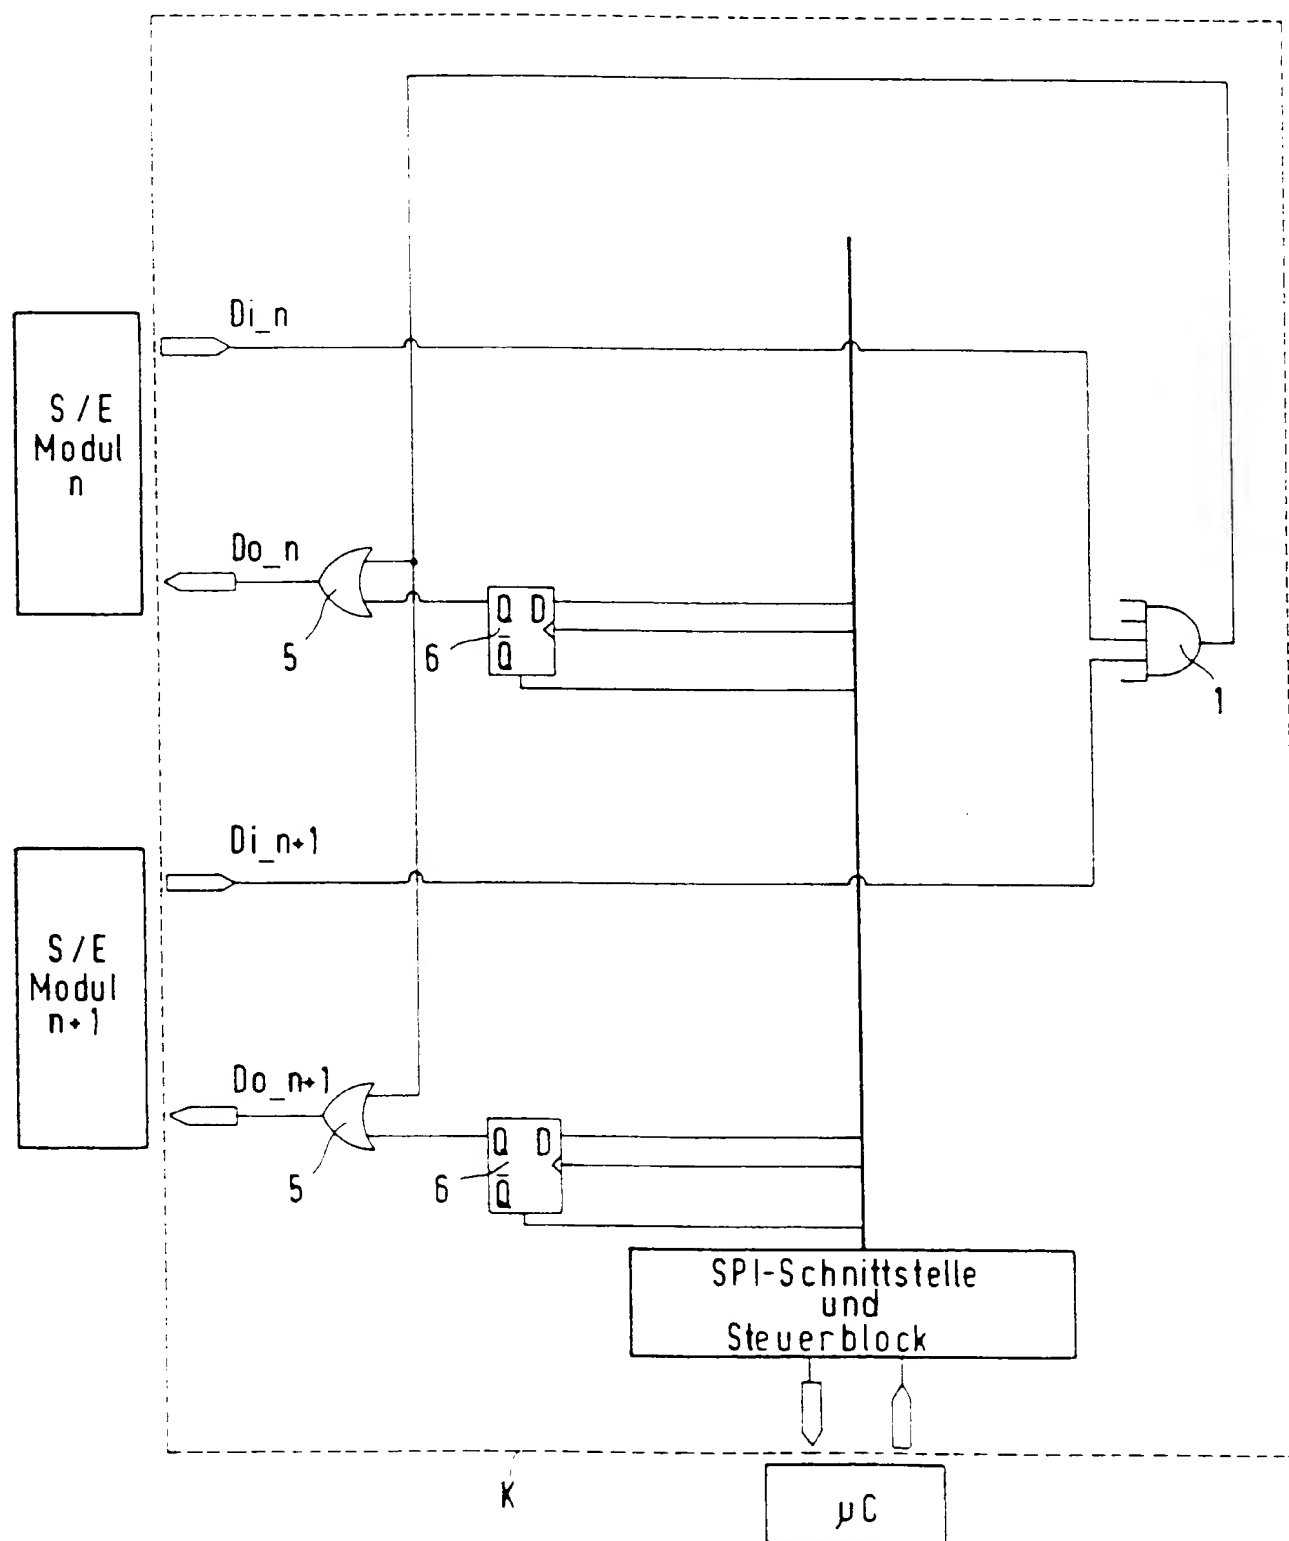 Di_n
S/E
Modul
n
Do_n
5
6
Q D
Q̅
1
Di_n+1
S/E
Modul
n+1
Do_n+1
5
6
Q D
Q̅
SPI-Schnittstelle
und
Steuerblock
K
µC